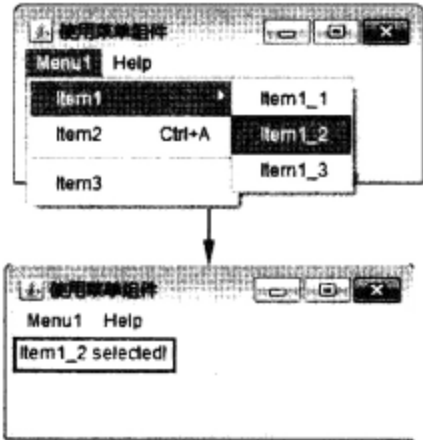 使用菜单组件
Menu1 Help
Item1 Item1_1
Item2 Ctrl+A Item1_2
Item3 Item1_3
使用菜单组件
Menu1 Help
Item1_2 selected!